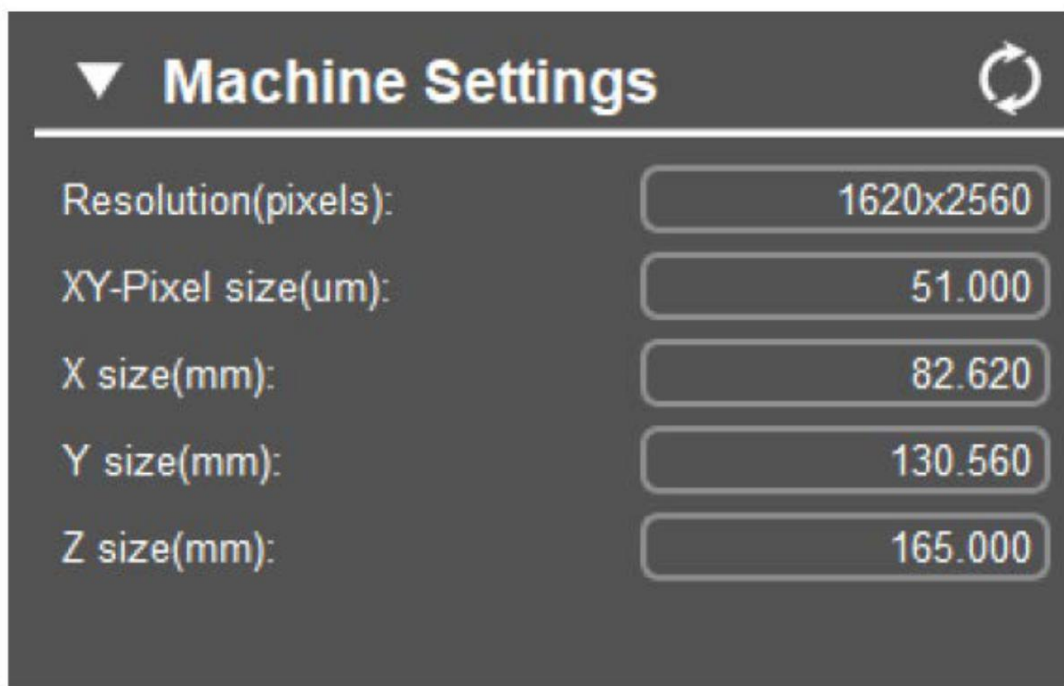 Machine Settings
Resolution(pixels): 1620x2560
XY-Pixel size(um): 51.000
X size(mm): 82.620
Y size(mm): 130.560
Z size(mm): 165.000